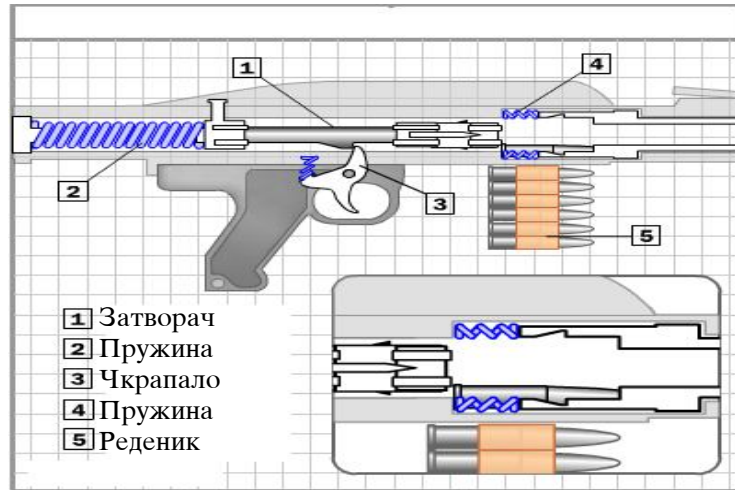 1
4
2
3
5
1 Затворач
2 Пружина
3 Чкрапало
4 Пружина
5 Реденик